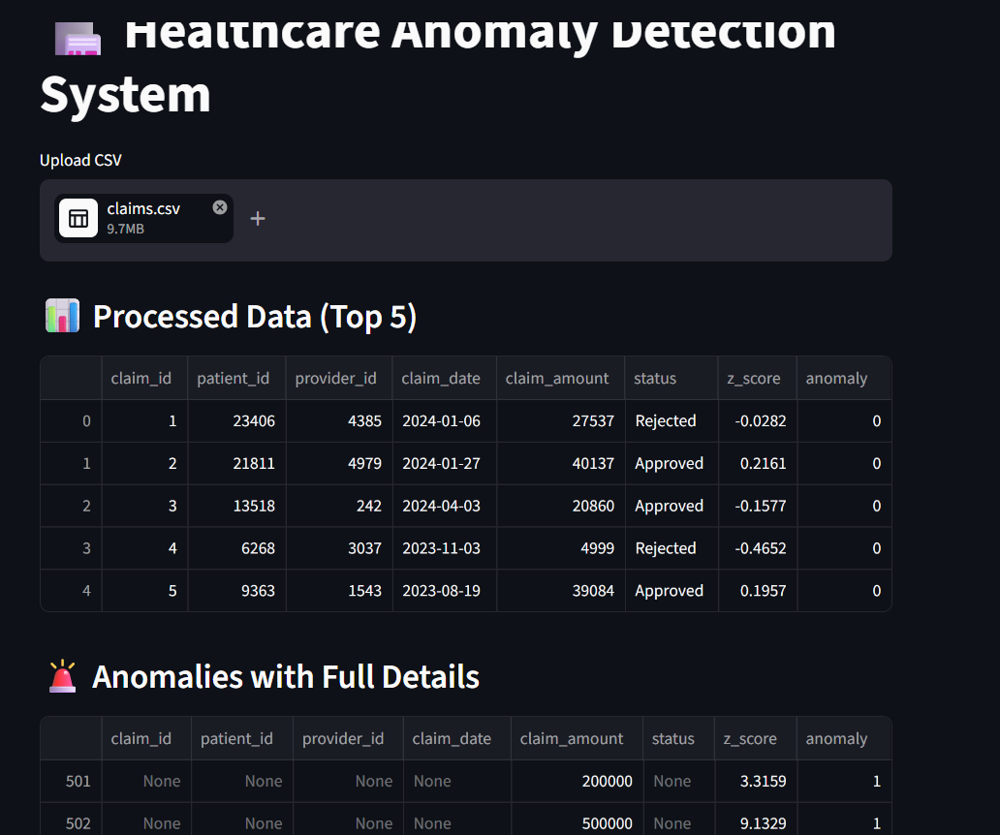 Healthcare Anomaly Detection
System
Upload CSV
claims.csv
9.7MB
Processed Data (Top 5)
claim_id patient_id provider_id claim_date claim_amount status z_score anomaly
0 1 23406 4385 2024-01-06 27537 Rejected -0.0282 0
1 2 21811 4979 2024-01-27 40137 Approved 0.2161 0
2 3 13518 242 2024-04-03 20860 Approved -0.1577 0
3 4 6268 3037 2023-11-03 4999 Rejected -0.4652 0
4 5 9363 1543 2023-08-19 39084 Approved 0.1957 0
Anomalies with Full Details
claim_id patient_id provider_id claim_date claim_amount status z_score anomaly
501 None None None None 200000 None 3.3159 1
502 None None None None 500000 None 9.1329 1